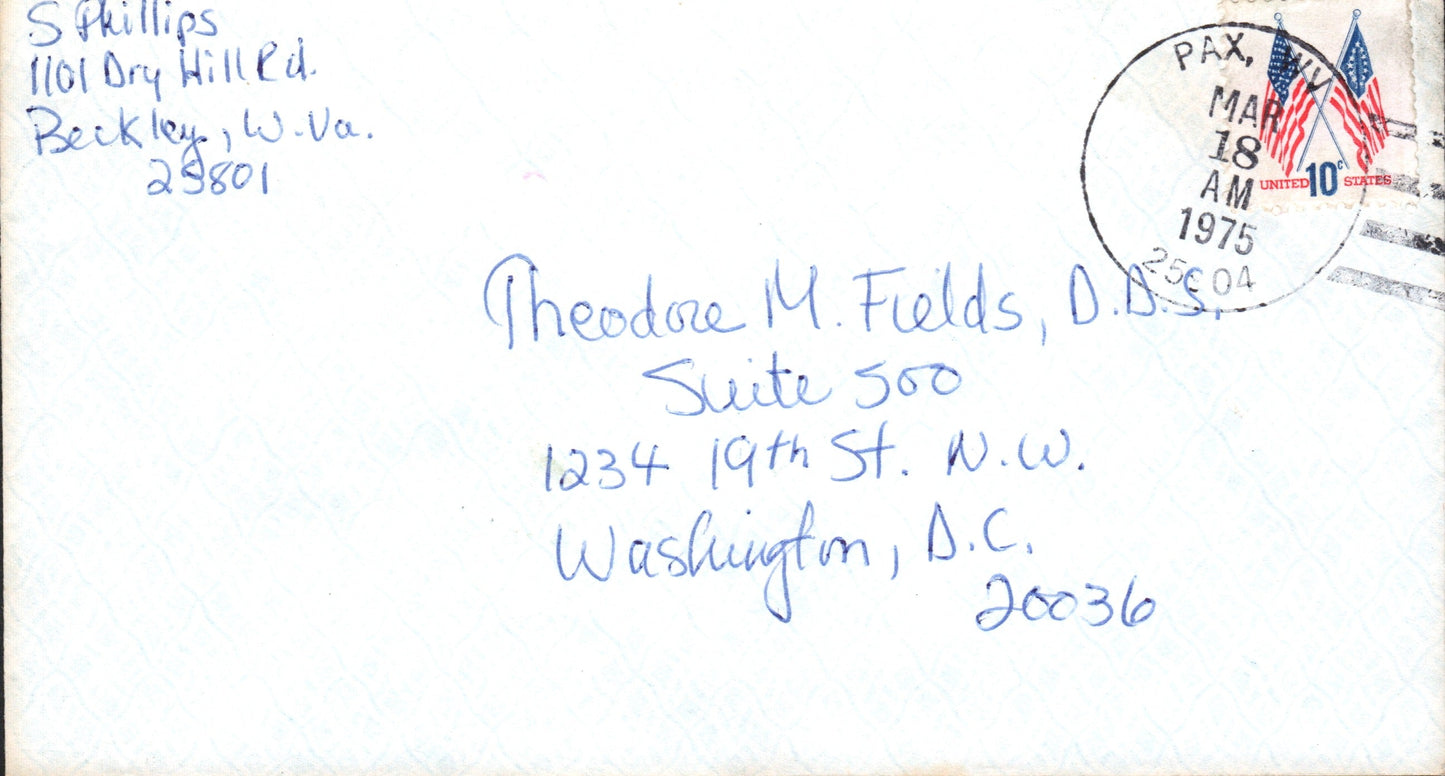 S Phillips
1101 Dry Hill Rd.
Beckley, W. Va.
25801
PAX, WV
MAR
18
AM
1975
UNITED 10c STATES
Theodore M. Fields, D.D.S.
Suite 500
1234 19th St. N.W.
Washington, D.C.
20036